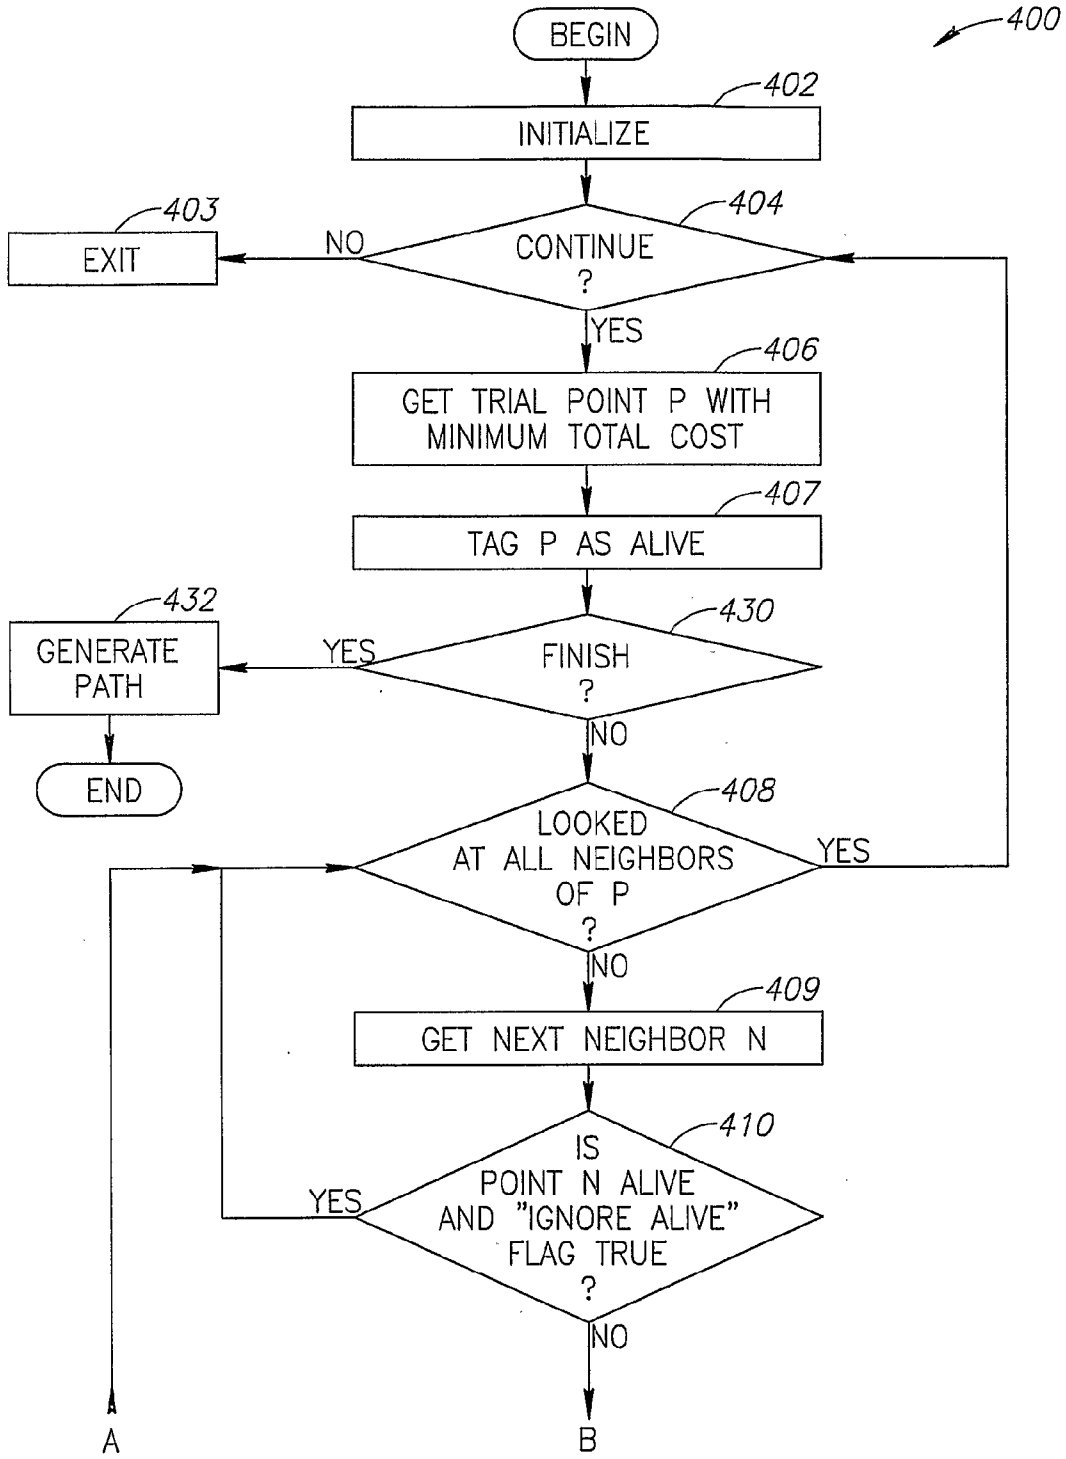 BEGIN
400
402
INITIALIZE
403
EXIT
NO
404
CONTINUE
?
YES
406
GET TRIAL POINT P WITH
MINIMUM TOTAL COST
407
TAG P AS ALIVE
432
GENERATE
PATH
END
YES
430
FINISH
?
NO
408
LOOKED
AT ALL NEIGHBORS
OF P
?
YES
NO
409
GET NEXT NEIGHBOR N
410
IS
POINT N ALIVE
AND "IGNORE ALIVE"
FLAG TRUE
?
YES
NO
A
B